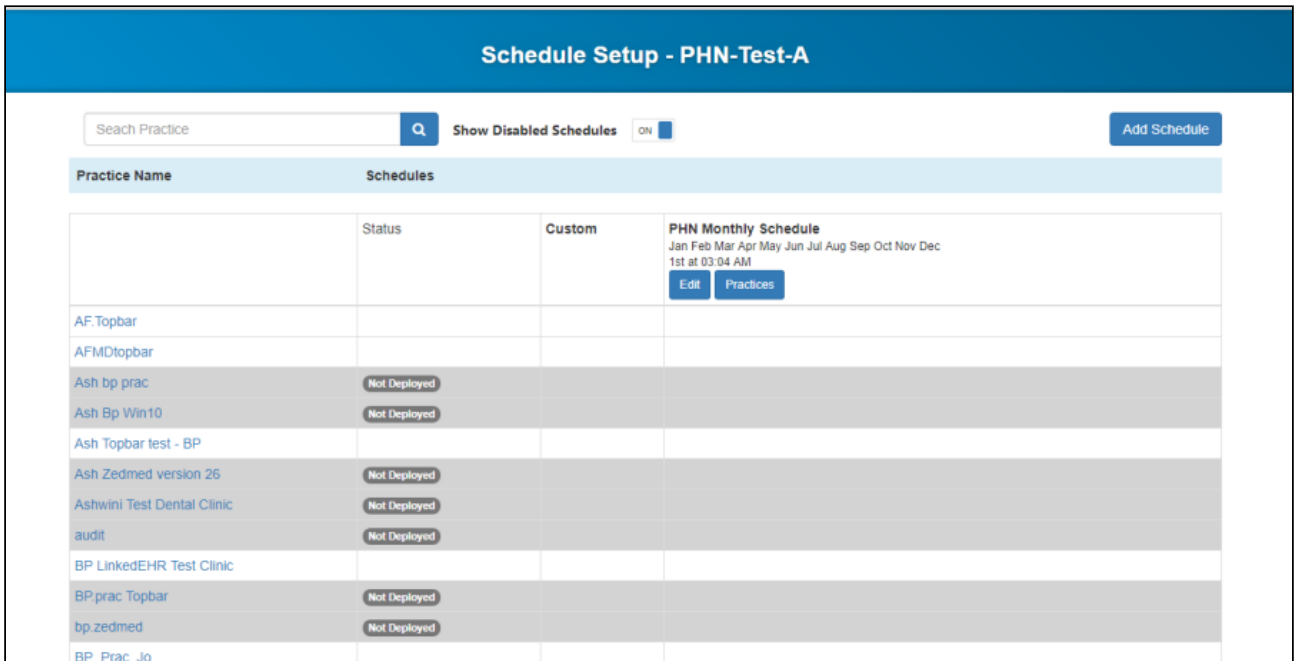 Schedule Setup - PHN-Test-A
Seach Practice
Show Disabled Schedules
ON
Add Schedule
Practice Name
Schedules
Status
Custom
PHN Monthly Schedule
Jan Feb Mar Apr May Jun Jul Aug Sep Oct Nov Dec
1st at 03:04 AM
Edit
Practices
AF.Topbar
AFMDtopbar
Ash bp prac
Not Deployed
Ash Bp Win10
Not Deployed
Ash Topbar test - BP
Ash Zedmed version 26
Not Deployed
Ashwini Test Dental Clinic
Not Deployed
audit
Not Deployed
BP LinkedEHR Test Clinic
BP.prac Topbar
Not Deployed
bp.zedmed
Not Deployed
BP_Prac_Jo